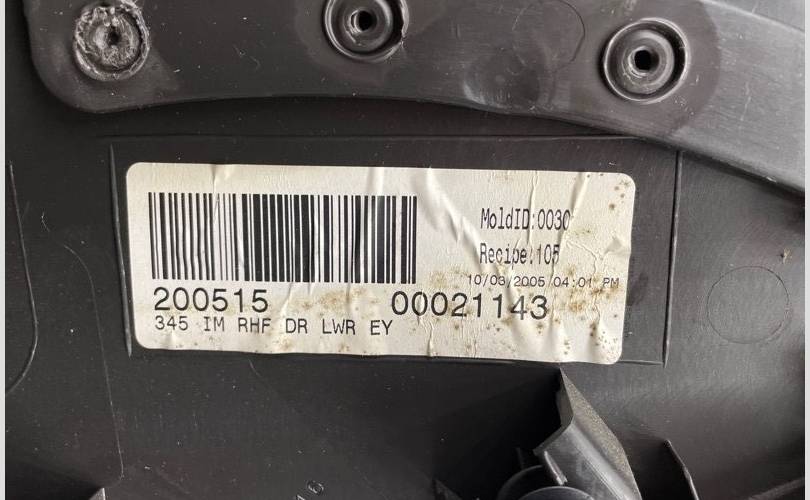 MoldID:0030
Recipe:105
10/03/2005 04:01 PM
200515 00021143
345 IM RHF DR LWR EY